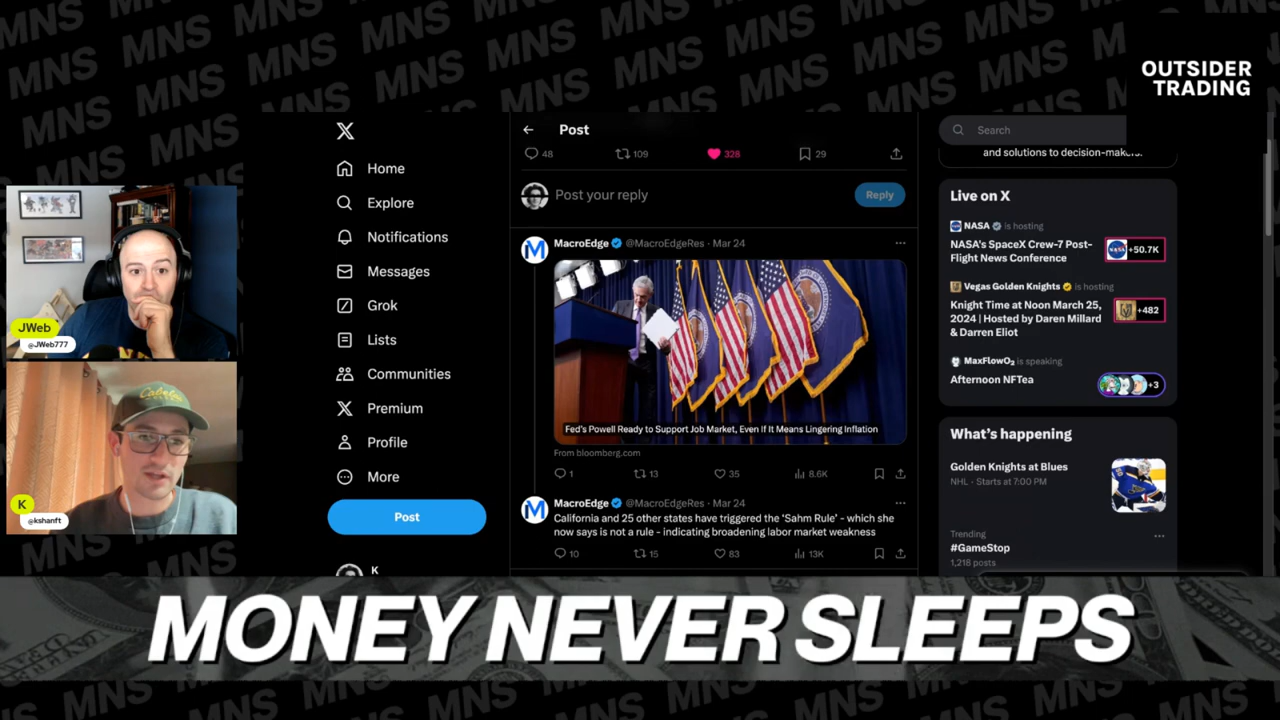 MNS MNS MNS MNS MNS MNS
OUTSIDER
TRADING
Post
Search
and solutions to decision-makers.
48
109
328
29
Home
Explore
Notifications
Messages
Grok
Lists
Communities
Premium
Profile
More
Post
K
Post your reply
Reply
MacroEdge @MacroEdgeRes · Mar 24
Fed's Powell Ready to Support Job Market, Even If It Means Lingering Inflation
From bloomberg.com
1
13
35
8.6K
MacroEdge @MacroEdgeRes · Mar 24
California and 25 other states have triggered the 'Sahm Rule' - which she
now says is not a rule - indicating broadening labor market weakness
10
15
83
13K
Live on X
NASA is hosting
NASA's SpaceX Crew-7 Post-
Flight News Conference
+50.7K
Vegas Golden Knights is hosting
Knight Time at Noon March 25,
2024 | Hosted by Daren Millard
& Darren Eliot
+482
MaxFlowO₂ is speaking
Afternoon NFTea
+3
What's happening
Golden Knights at Blues
NHL · Starts at 7:00 PM
Trending
#GameStop
1,218 posts
JWeb
@JWeb777
K
@kshanft
MONEY NEVER SLEEPS